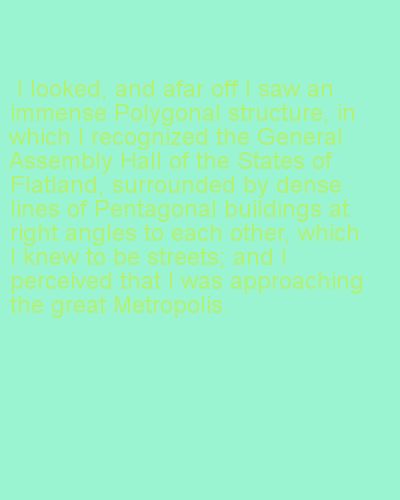 I looked, and afar off I saw an
immense Polygonal structure, in
which I recognized the General
Assembly Hall of the States of
Flatland, surrounded by dense
lines of Pentagonal buildings at
right angles to each other, which
I knew to be streets; and I
perceived that I was approaching
the great Metropolis